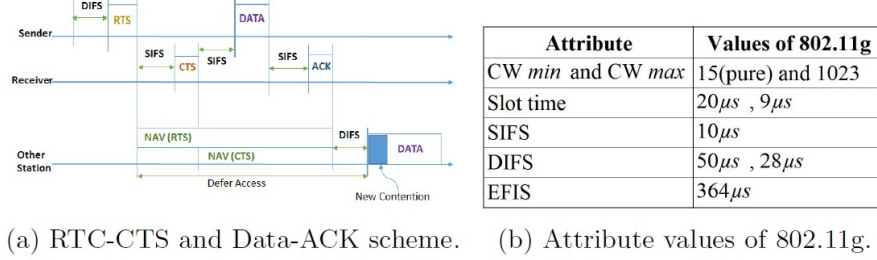 DIFS
RTS
DATA
Sender
SIFS
CTS
SIFS
SIFS
ACK
Receiver
NAV (RTS)
NAV (CTS)
DIFS
DATA
Other
Station
Defer Access
New Contention
(a) RTC-CTS and Data-ACK scheme.
Attribute Values of 802.11g
CW min and CW max 15(pure) and 1023
Slot time 20μs , 9μs
SIFS 10μs
DIFS 50μs , 28μs
EFIS 364μs
(b) Attribute values of 802.11g.